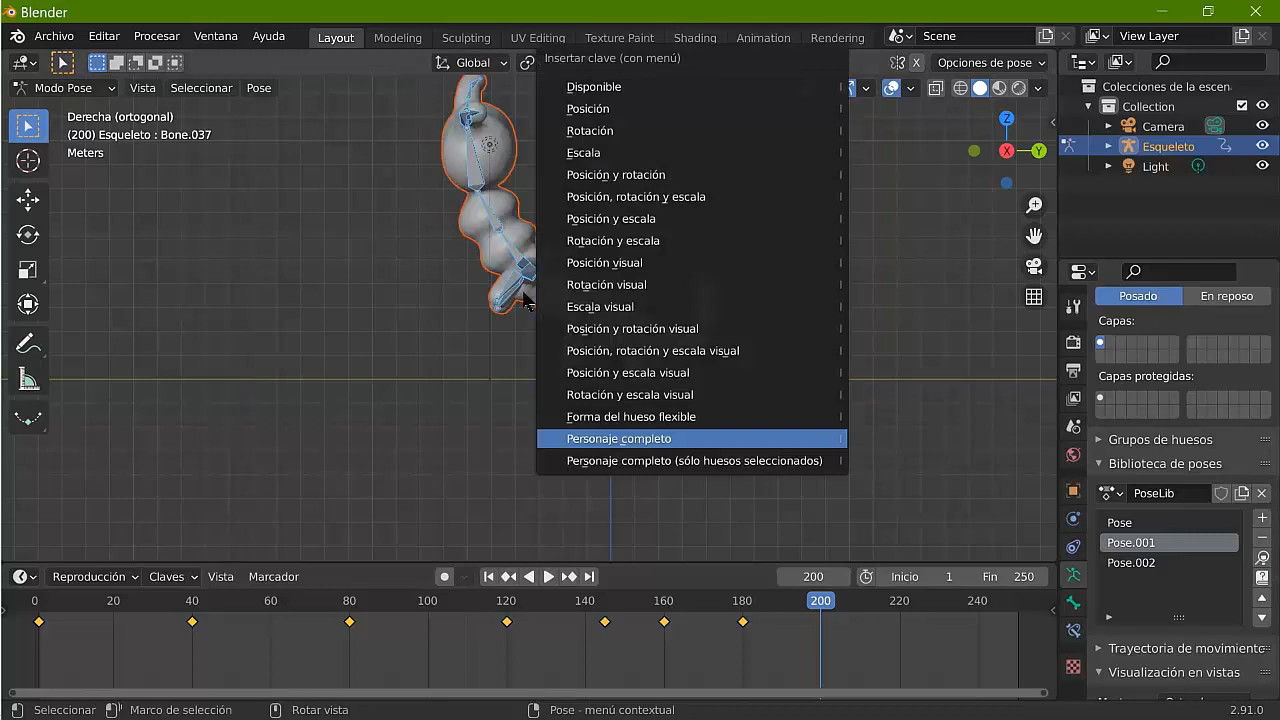 Blender
Archivo Editar Procesar Ventana Ayuda Layout Modeling Sculpting UV Editing Texture Paint Shading Animation Rendering Scene View Layer
Global Opciones de pose
Modo Pose Vista Seleccionar Pose
Derecha (ortogonal)
(200) Esqueleto : Bone.037
Meters
Insertar clave (con menú)
Disponible
Posición
Rotación
Escala
Posición y rotación
Posición, rotación y escala
Posición y escala
Rotación y escala
Posición visual
Rotación visual
Escala visual
Posición y rotación visual
Posición, rotación y escala visual
Posición y escala visual
Rotación y escala visual
Forma del hueso flexible
Personaje completo
Personaje completo (sólo huesos seleccionados)
Z
X
Y
Colecciones de la escen
Collection
Camera
Esqueleto
Light
Posado En reposo
Capas:
Capas protegidas:
Grupos de huesos
Biblioteca de poses
PoseLib
Pose
Pose.001
Pose.002
Trayectoria de movimiento
Visualización en vistas
Reproducción Claves Vista Marcador 200 Inicio 1 Fin 250
0 20 40 60 80 100 120 140 160 180 200 220 240
Seleccionar Marco de selección Rotar vista Pose - menú contextual 2.91.0